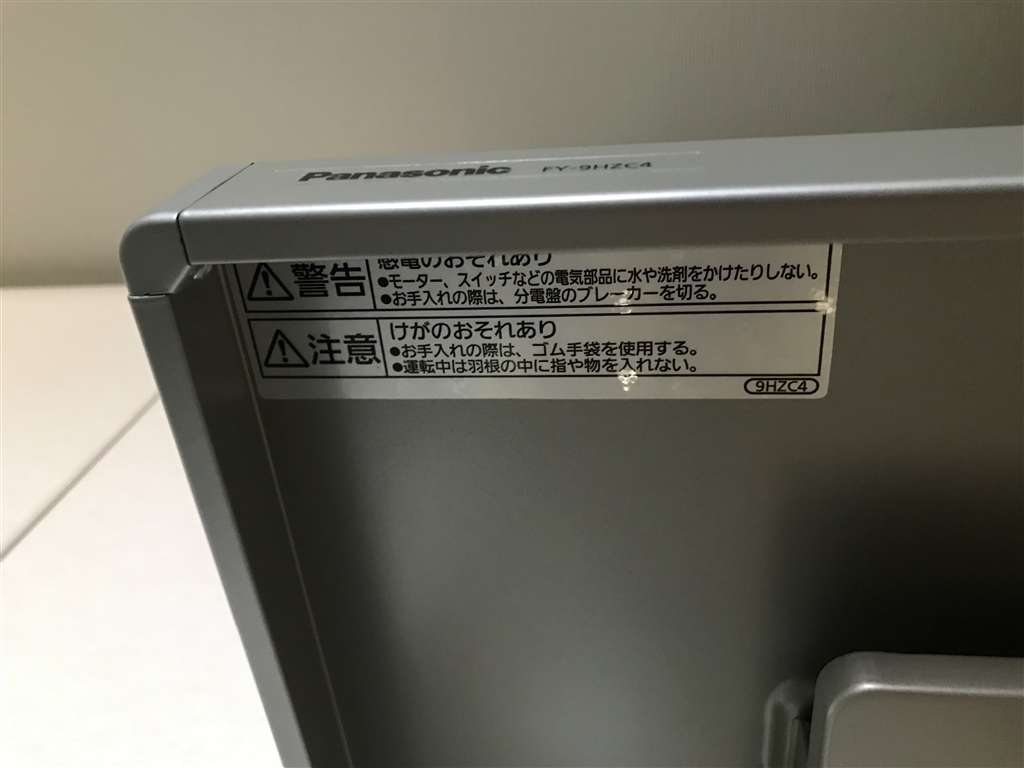 Panasonic FY-9HZC4
警告
感電のおそれあり
●モーター、スイッチなどの電気部品に水や洗剤をかけたりしない。
●お手入れの際は、分電盤のブレーカーを切る。
注意
けがのおそれあり
●お手入れの際は、ゴム手袋を使用する。
●運転中は羽根の中に指や物を入れない。
9HZC4